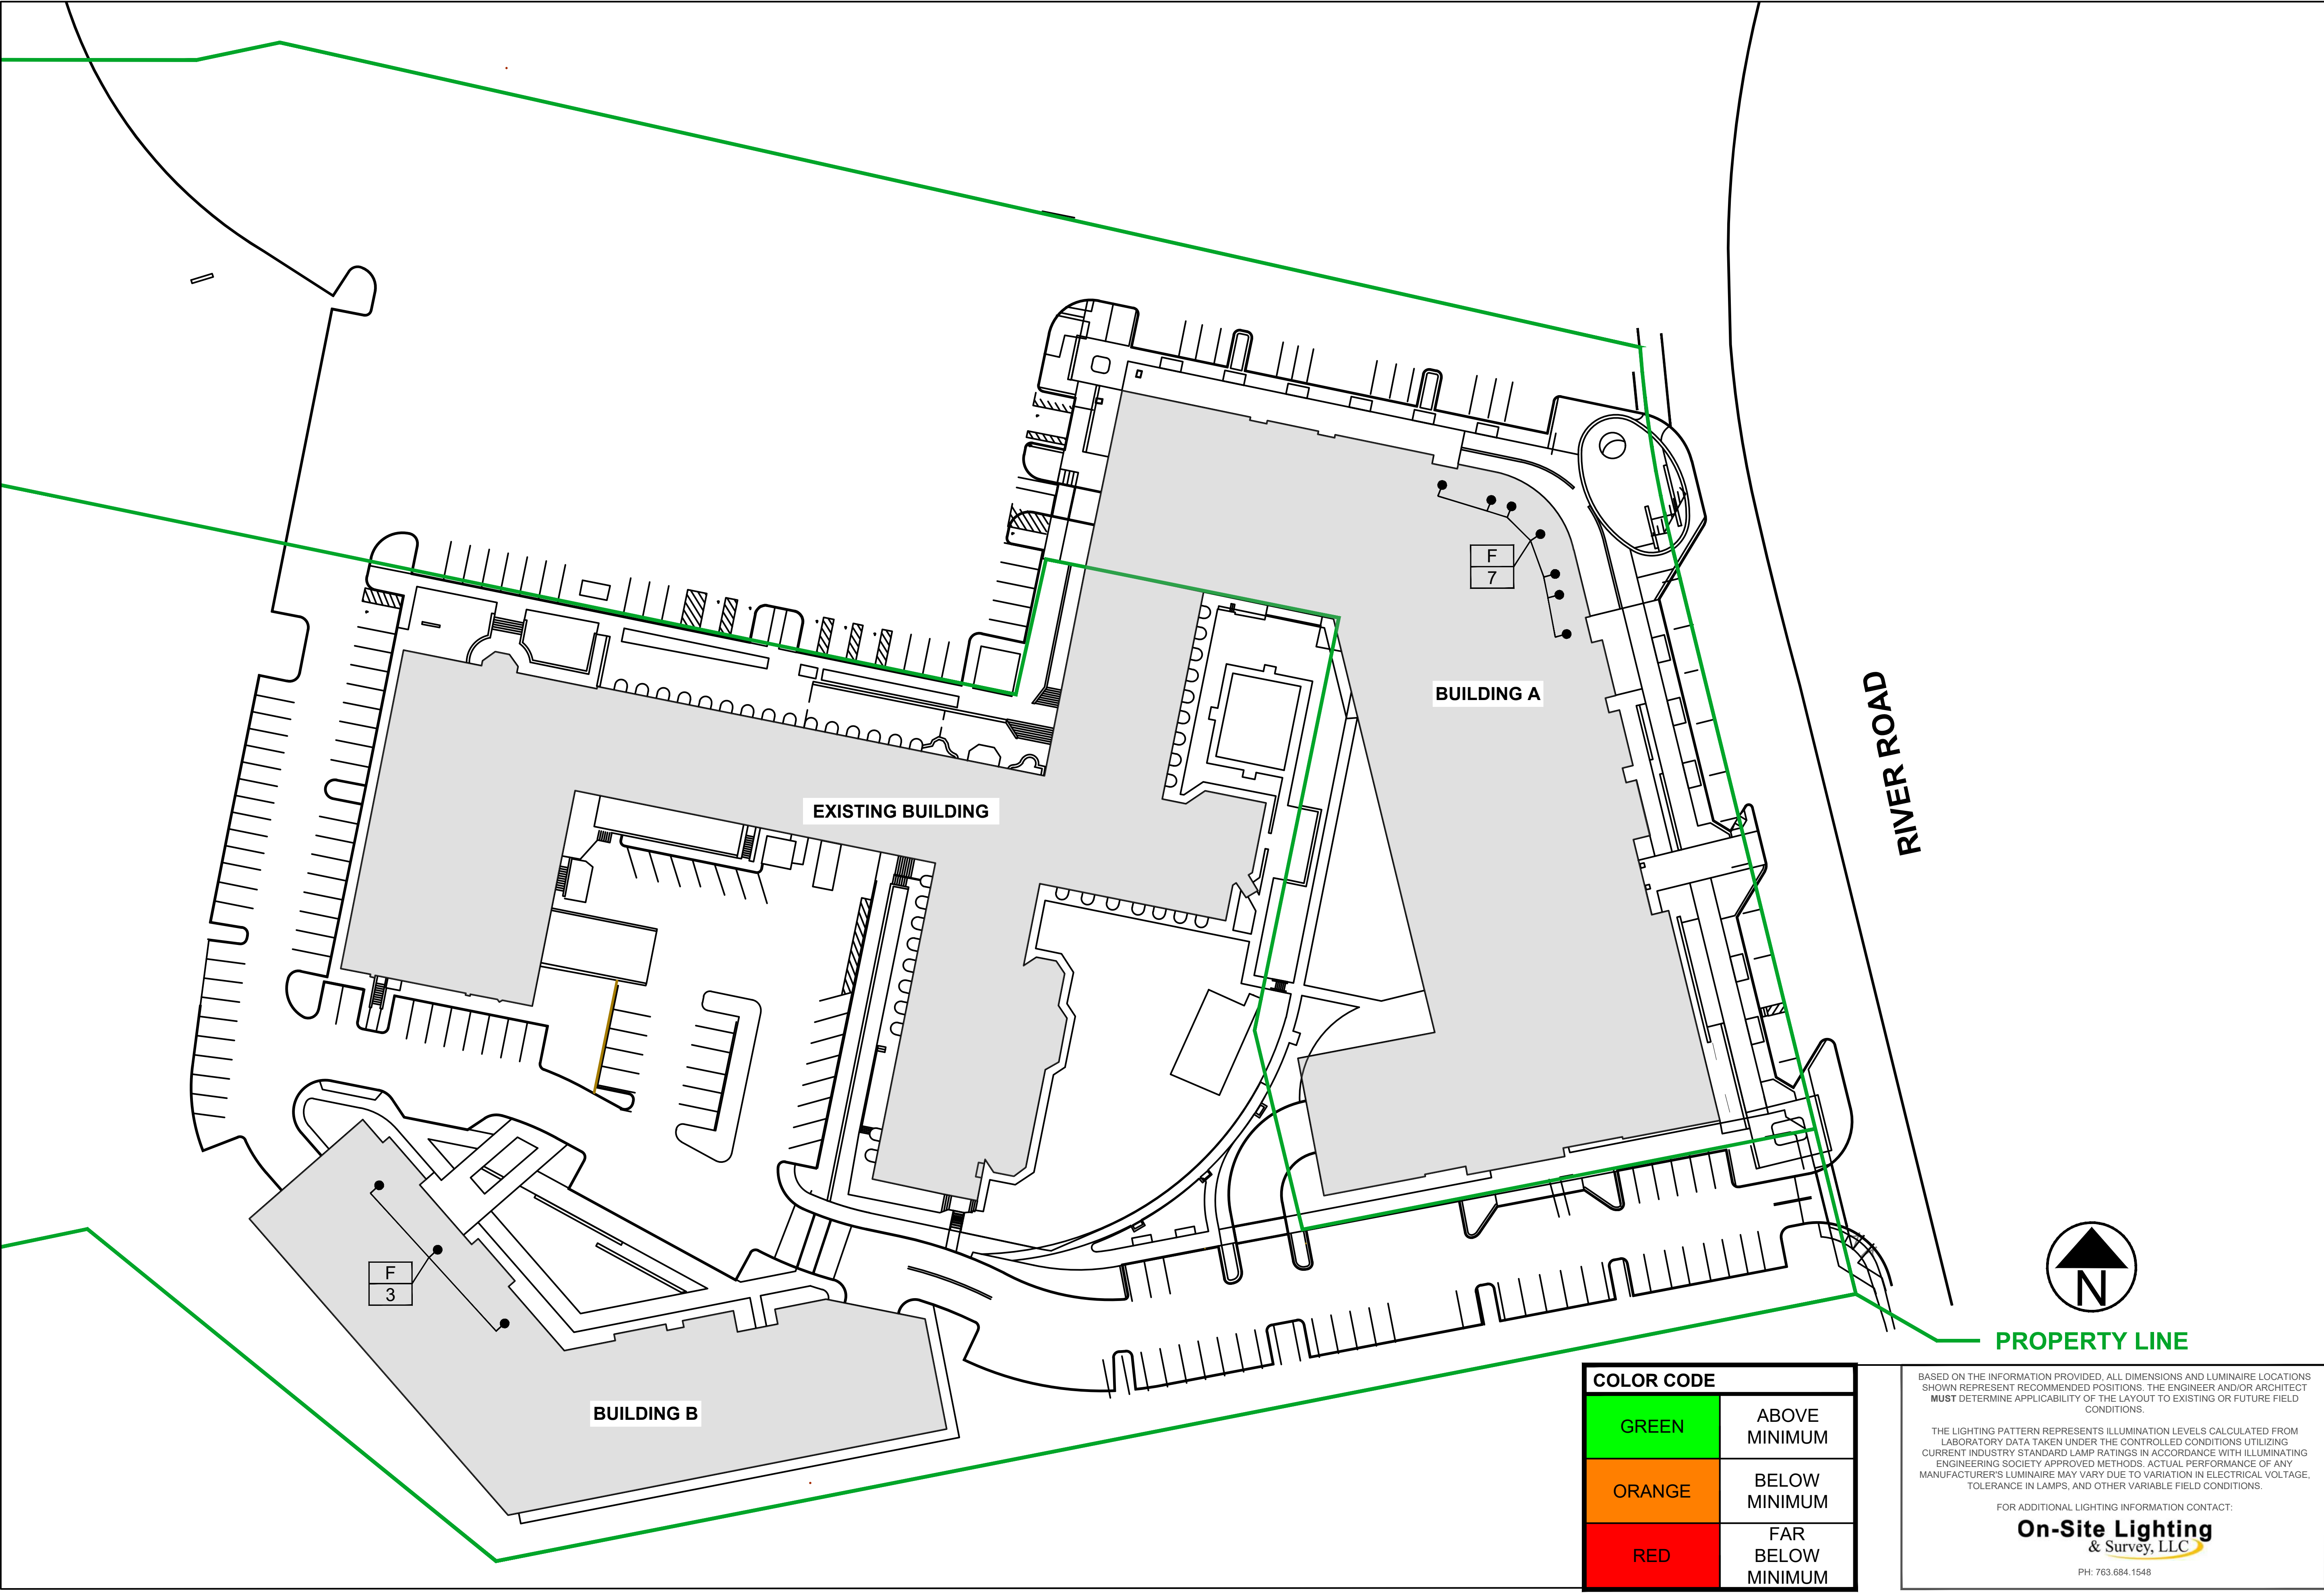 F
7
BUILDING A
RIVER ROAD
EXISTING BUILDING
F
3
BUILDING B
N
PROPERTY LINE
COLOR CODE
GREEN
ABOVE
MINIMUM
ORANGE
BELOW
MINIMUM
RED
FAR
BELOW
MINIMUM
BASED ON THE INFORMATION PROVIDED, ALL DIMENSIONS AND LUMINAIRE LOCATIONS
SHOWN REPRESENT RECOMMENDED POSITIONS. THE ENGINEER AND/OR ARCHITECT
MUST DETERMINE APPLICABILITY OF THE LAYOUT TO EXISTING OR FUTURE FIELD
CONDITIONS.
THE LIGHTING PATTERN REPRESENTS ILLUMINATION LEVELS CALCULATED FROM
LABORATORY DATA TAKEN UNDER THE CONTROLLED CONDITIONS UTILIZING
CURRENT INDUSTRY STANDARD LAMP RATINGS IN ACCORDANCE WITH ILLUMINATING
ENGINEERING SOCIETY APPROVED METHODS. ACTUAL PERFORMANCE OF ANY
MANUFACTURER'S LUMINAIRE MAY VARY DUE TO VARIATION IN ELECTRICAL VOLTAGE,
TOLERANCE IN LAMPS, AND OTHER VARIABLE FIELD CONDITIONS.
FOR ADDITIONAL LIGHTING INFORMATION CONTACT:
On-Site Lighting
& Survey, LLC
PH: 763.684.1548